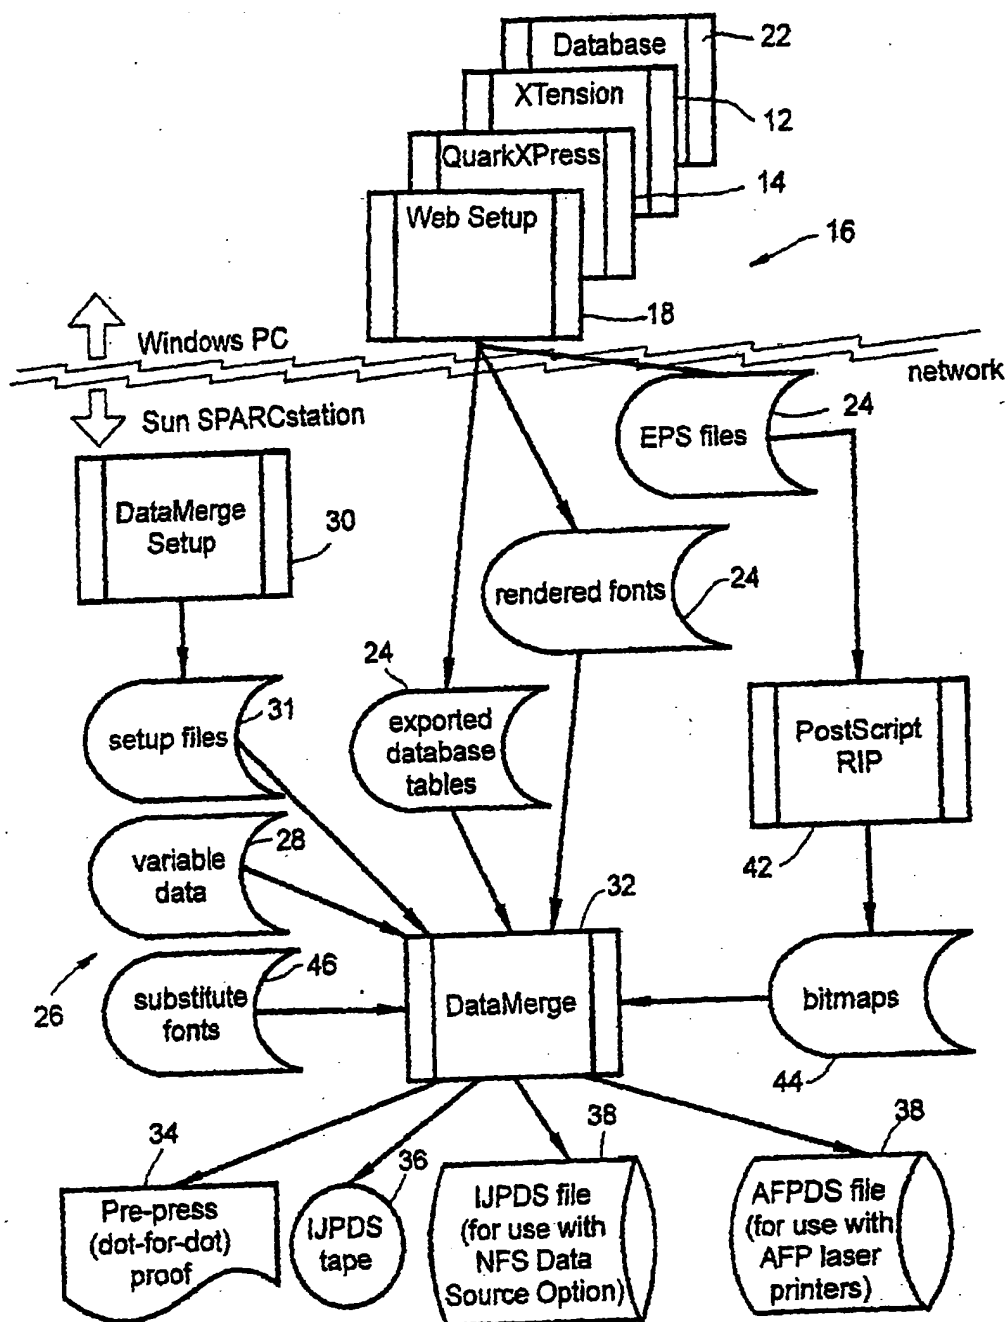 Database
22
XTension
12
QuarkXPress
14
Web Setup
16
18
Windows PC
network
Sun SPARCstation
EPS files
24
DataMerge
Setup
30
rendered fonts
24
24
setup files
31
exported
database
tables
PostScript
RIP
variable
data
28
42
32
26
substitute
fonts
46
DataMerge
bitmaps
44
34
36
38
38
Pre-press
(dot-for-dot)
proof
IJPDS
tape
IJPDS file
(for use with
NFS Data
Source Option)
AFPDS file
(for use with
AFP laser
printers)